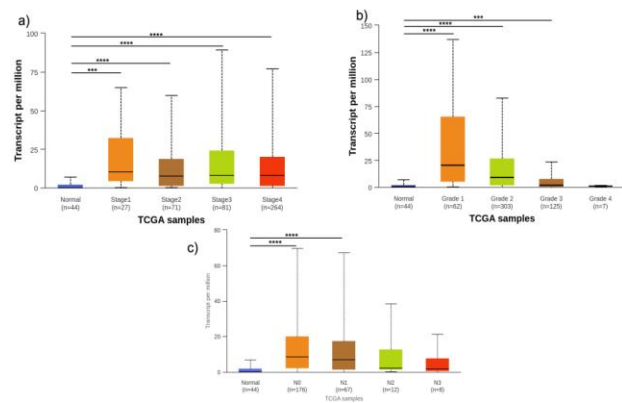 a)
Transcript per million
100
75
50
25
0
****
****
****
***
Normal Stage1 Stage2 Stage3 Stage4
(n=44) (n=27) (n=71) (n=81) (n=264)
TCGA samples
b)
Transcript per million
150
125
100
75
50
25
0
***
****
****
Normal Grade 1 Grade 2 Grade 3 Grade 4
(n=44) (n=62) (n=303) (n=125) (n=7)
TCGA samples
c)
Transcript per million
80
60
40
20
0
****
****
Normal N0 N1 N2 N3
(n=44) (n=176) (n=67) (n=12)
TCGA samples